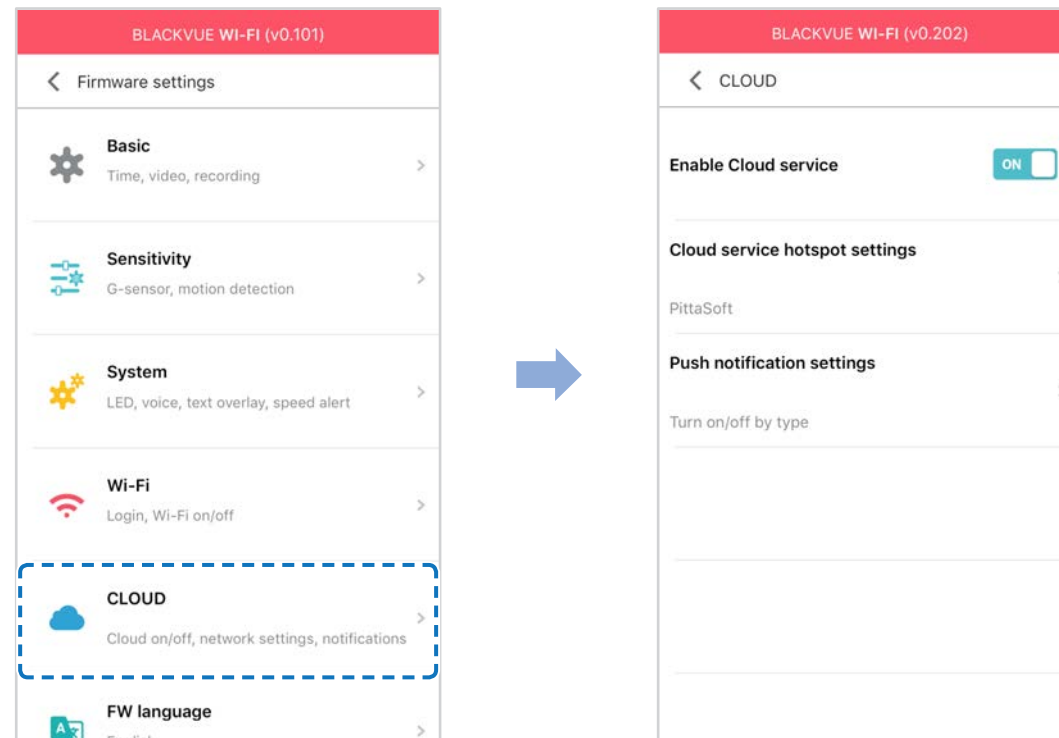 BLACKVUE WI-FI (v0.101)
Firmware settings
Basic
Time, video, recording
Sensitivity
G-sensor, motion detection
System
LED, voice, text overlay, speed alert
Wi-Fi
Login, Wi-Fi on/off
CLOUD
Cloud on/off, network settings, notifications
FW language
BLACKVUE WI-FI (v0.202)
CLOUD
Enable Cloud service
ON
Cloud service hotspot settings
PittaSoft
Push notification settings
Turn on/off by type